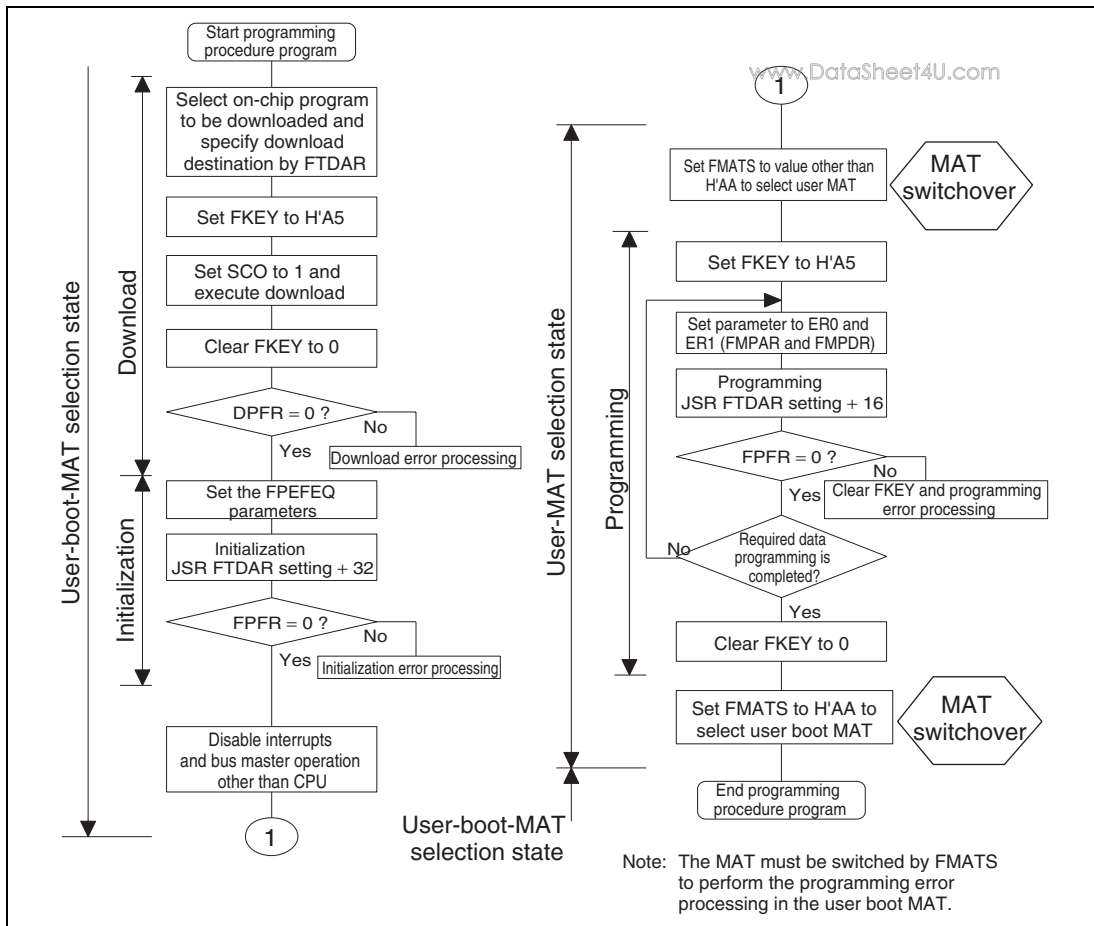 Start programming
procedure program
Select on-chip program
to be downloaded and
specify download
destination by FTDAR
Set FKEY to H'A5
Set SCO to 1 and
execute download
Clear FKEY to 0
DPFR = 0 ?
No
Yes
Download error processing
Set the FPEFEQ
parameters
Initialization
JSR FTDAR setting + 32
FPFR = 0 ?
No
Yes
Initialization error processing
Disable interrupts
and bus master operation
other than CPU
1
User-boot-MAT selection state
Download
Initialization
www.DataSheet4U.com
1
Set FMATS to value other than
H'AA to select user MAT
MAT
switchover
Set FKEY to H'A5
Set parameter to ER0 and
ER1 (FMPAR and FMPDR)
Programming
JSR FTDAR setting + 16
FPFR = 0 ?
No
Yes
Clear FKEY and programming
error processing
Required data
programming is
completed?
No
Yes
Clear FKEY to 0
Set FMATS to H'AA to
select user boot MAT
MAT
switchover
End programming
procedure program
User-MAT selection state
Programming
User-boot-MAT
selection state
Note: The MAT must be switched by FMATS
to perform the programming error
processing in the user boot MAT.